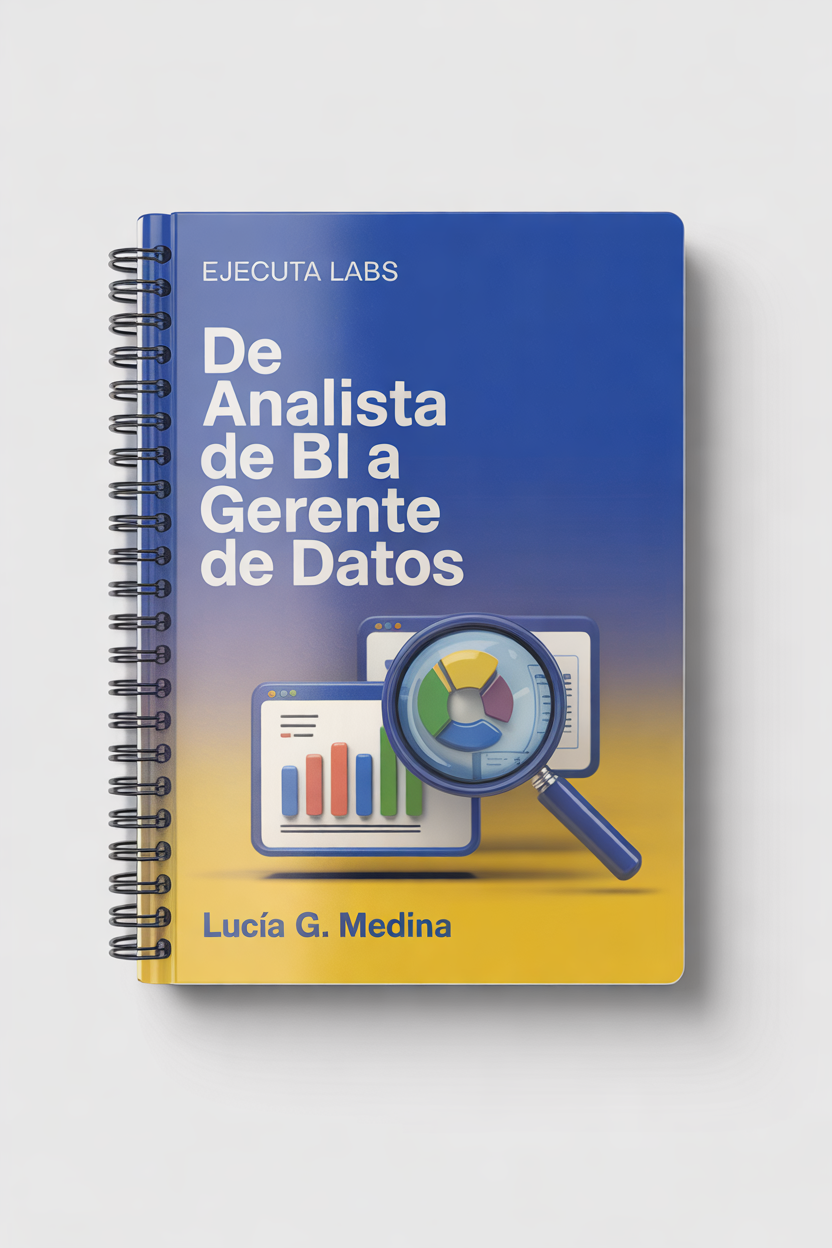 EJECUTA LABS
De
Analista
de BI a
Gerente
de Datos
Lucía G. Medina